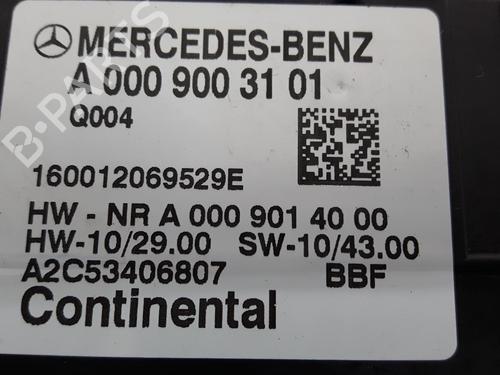 MERCEDES-BENZ
A 000 900 31 01
Q004
160012069529E
HW - NR A 000 901 40 00
HW-10/29.00 SW-10/43.00
A2C53406807 BBF
Continental
B-PARTS